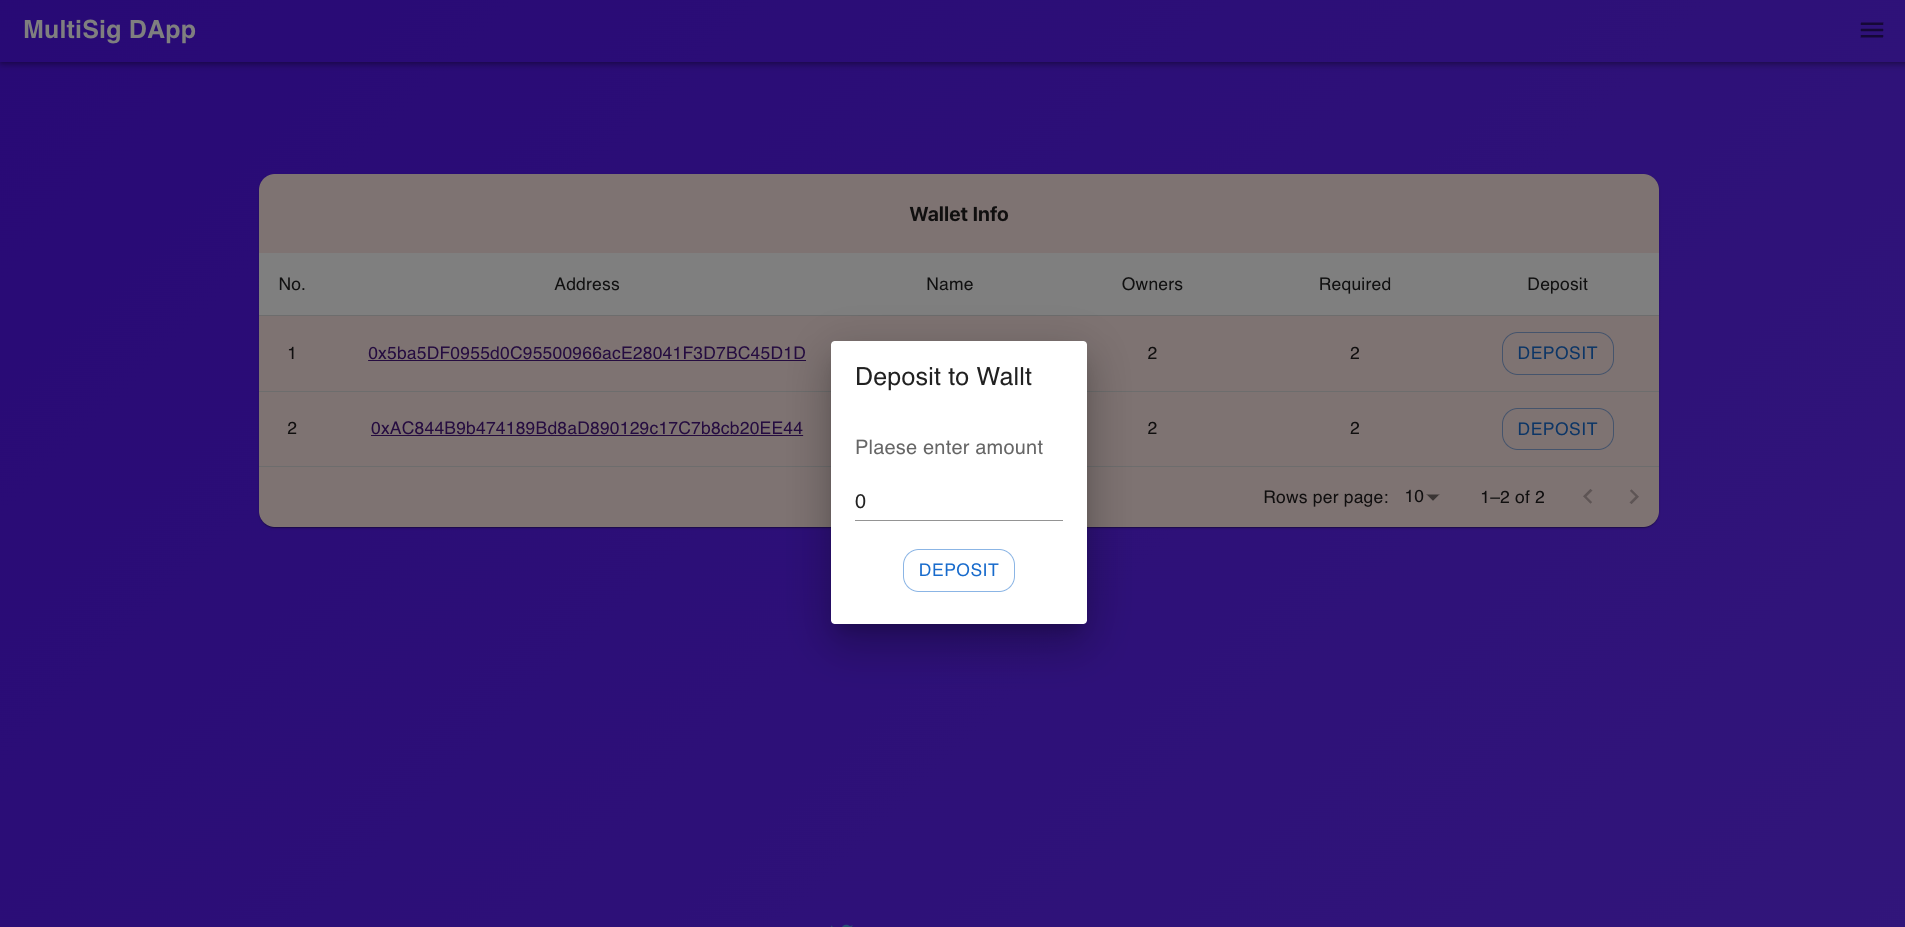 MultiSig DApp
Wallet Info
No. Address Name Owners Required Deposit
1 0x5ba5DF0955d0C95500966acE28041F3D7BC45D1D 2 2 DEPOSIT
2 0xAC844B9b474189Bd8aD890129c17C7b8cb20EE44 2 2 DEPOSIT
Rows per page: 10 1–2 of 2
Deposit to Wallt
Plaese enter amount
0
DEPOSIT